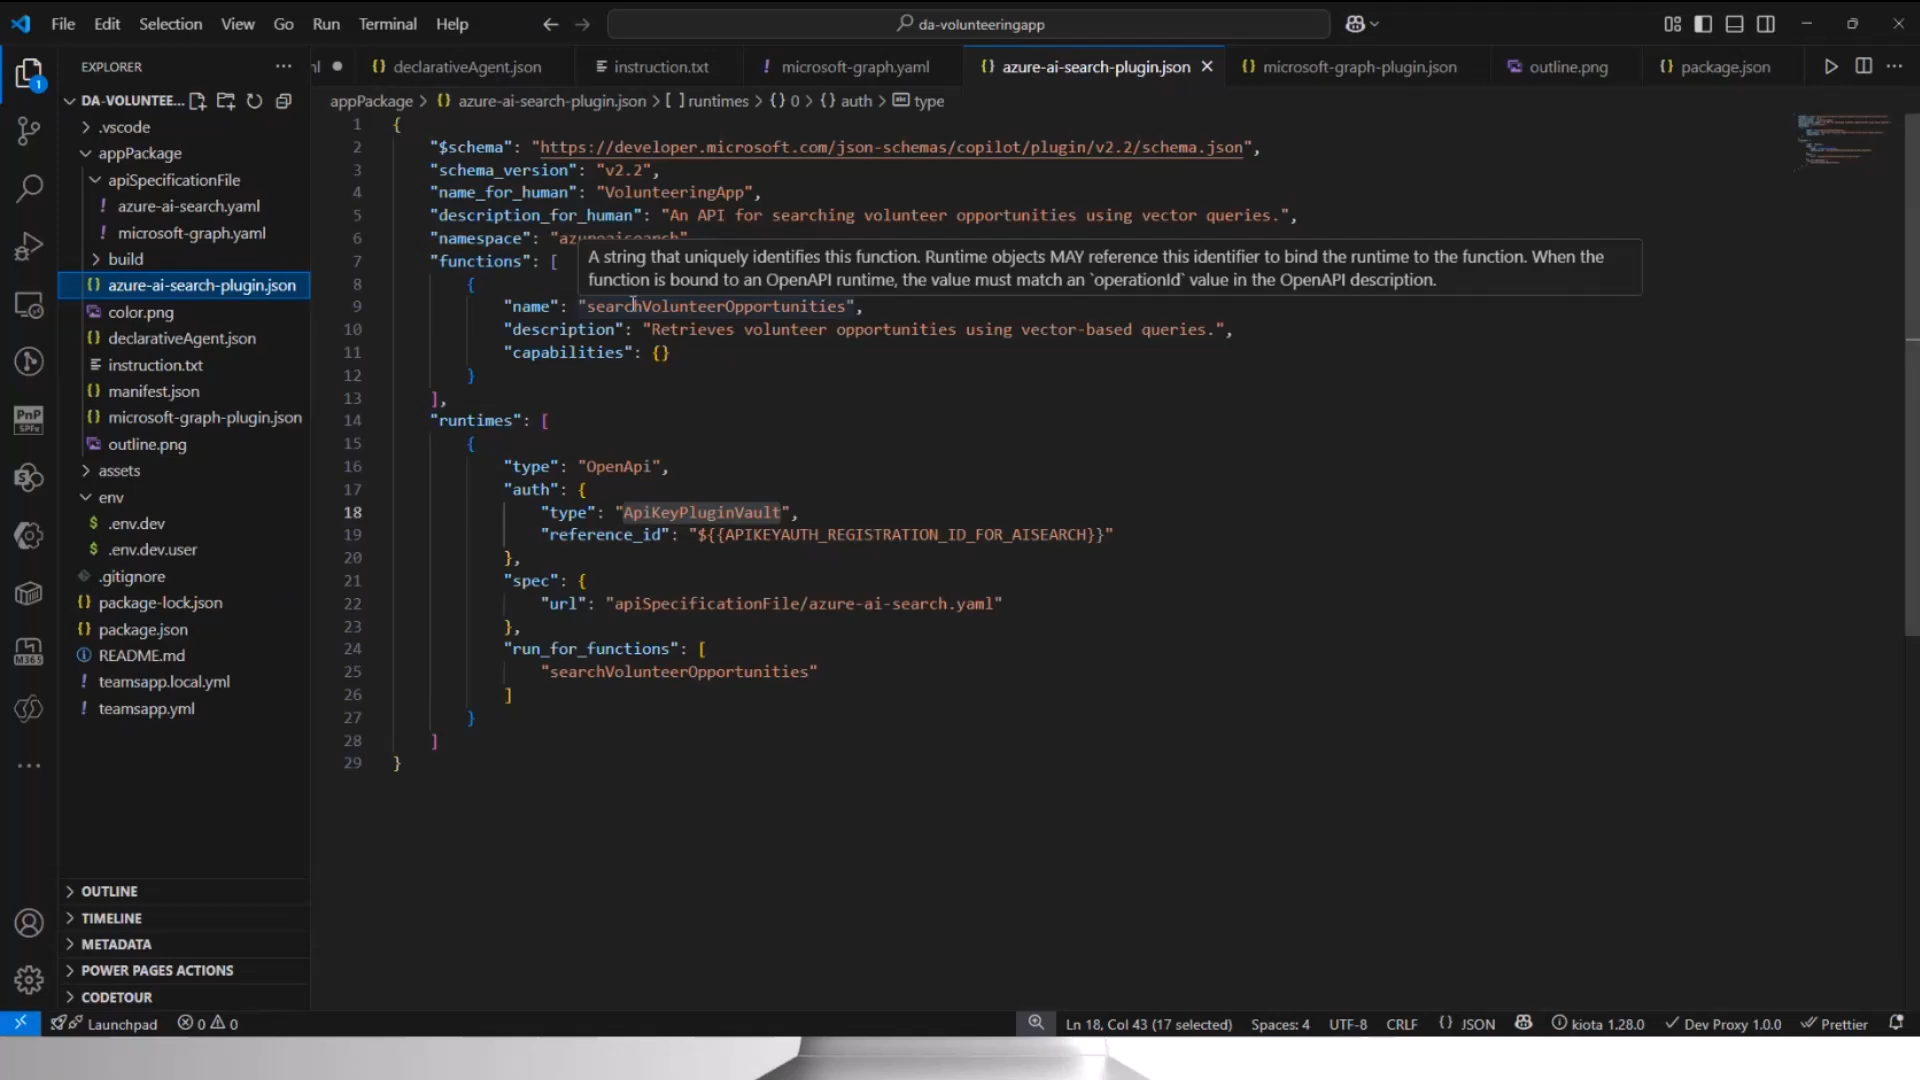 File Edit Selection View Go Run Terminal Help
da-volunteeringapp
EXPLORER
DA-VOLUNTEE...
.vscode
appPackage
apiSpecificationFile
azure-ai-search.yaml
microsoft-graph.yaml
build
azure-ai-search-plugin.json
color.png
declarativeAgent.json
instruction.txt
manifest.json
microsoft-graph-plugin.json
outline.png
assets
env
.env.dev
.env.dev.user
.gitignore
package-lock.json
package.json
README.md
teamsapp.local.yml
teamsapp.yml
OUTLINE
TIMELINE
METADATA
POWER PAGES ACTIONS
CODETOUR
1
PnP
SPFx
M365
declarativeAgent.json instruction.txt microsoft-graph.yaml azure-ai-search-plugin.json microsoft-graph-plugin.json outline.png package.json
appPackage > {} azure-ai-search-plugin.json > [ ] runtimes > {} 0 > {} auth > abc type
1 {
2 "$schema": "https://developer.microsoft.com/json-schemas/copilot/plugin/v2.2/schema.json",
3 "schema_version": "v2.2",
4 "name_for_human": "VolunteeringApp",
5 "description_for_human": "An API for searching volunteer opportunities using vector queries.",
6 "namespace": "azureaisearch"
7 "functions": [
A string that uniquely identifies this function. Runtime objects MAY reference this identifier to bind the runtime to the function. When the
function is bound to an OpenAPI runtime, the value must match an `operationId` value in the OpenAPI description.
8 {
9 "name": "searchVolunteerOpportunities",
10 "description": "Retrieves volunteer opportunities using vector-based queries.",
11 "capabilities": {}
12 }
13 ],
14 "runtimes": [
15 {
16 "type": "OpenApi",
17 "auth": {
18 "type": "ApiKeyPluginVault",
19 "reference_id": "${{APIKEYAUTH_REGISTRATION_ID_FOR_AISEARCH}}"
20 },
21 "spec": {
22 "url": "apiSpecificationFile/azure-ai-search.yaml"
23 },
24 "run_for_functions": [
25 "searchVolunteerOpportunities"
26 ]
27 }
28 ]
29 }
Launchpad 0 0 Ln 18, Col 43 (17 selected) Spaces: 4 UTF-8 CRLF {} JSON kiota 1.28.0 Dev Proxy 1.0.0 Prettier